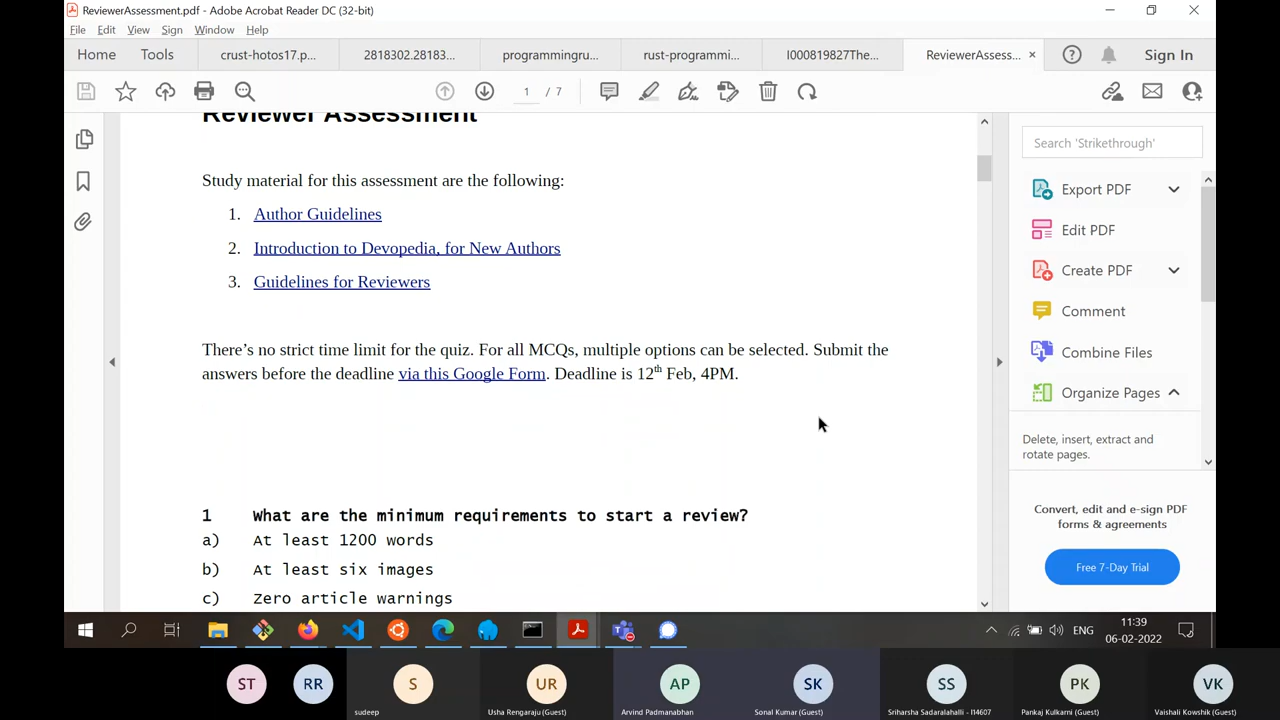 ReviewerAssessment.pdf - Adobe Acrobat Reader DC (32-bit)
File Edit View Sign Window Help
Home Tools crust-hotos17.p... 2818302.28183... programmingru... rust-programmi... I000819827The... ReviewerAssess... × Sign In
1 / 7
Reviewer Assessment
Study material for this assessment are the following:
1. Author Guidelines
2. Introduction to Devopedia, for New Authors
3. Guidelines for Reviewers
There's no strict time limit for the quiz. For all MCQs, multiple options can be selected. Submit the
answers before the deadline via this Google Form. Deadline is 12th Feb, 4PM.
1 What are the minimum requirements to start a review?
a) At least 1200 words
b) At least six images
c) Zero article warnings
Search 'Strikethrough'
Export PDF
Edit PDF
Create PDF
Comment
Combine Files
Organize Pages
Delete, insert, extract and
rotate pages.
Convert, edit and e-sign PDF
forms & agreements
Free 7-Day Trial
ENG
11:39
06-02-2022
ST RR S UR AP SK SS PK VK
sudeep Usha Rengaraju (Guest) Arvind Padmanabhan Sonal Kumar (Guest) Sriharsha Sadaralahalli - I14607 Pankaj Kulkarni (Guest) Vaishali Kowshik (Guest)